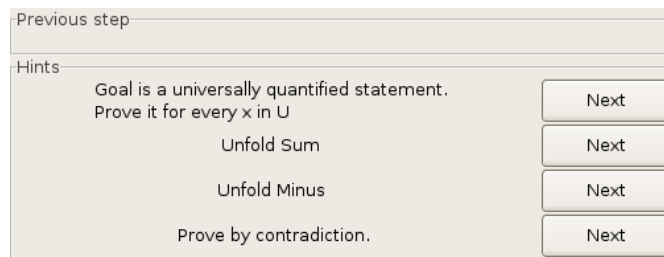 Previous step
Hints
Goal is a universally quantified statement.
Prove it for every x in U
Next
Unfold Sum
Next
Unfold Minus
Next
Prove by contradiction.
Next